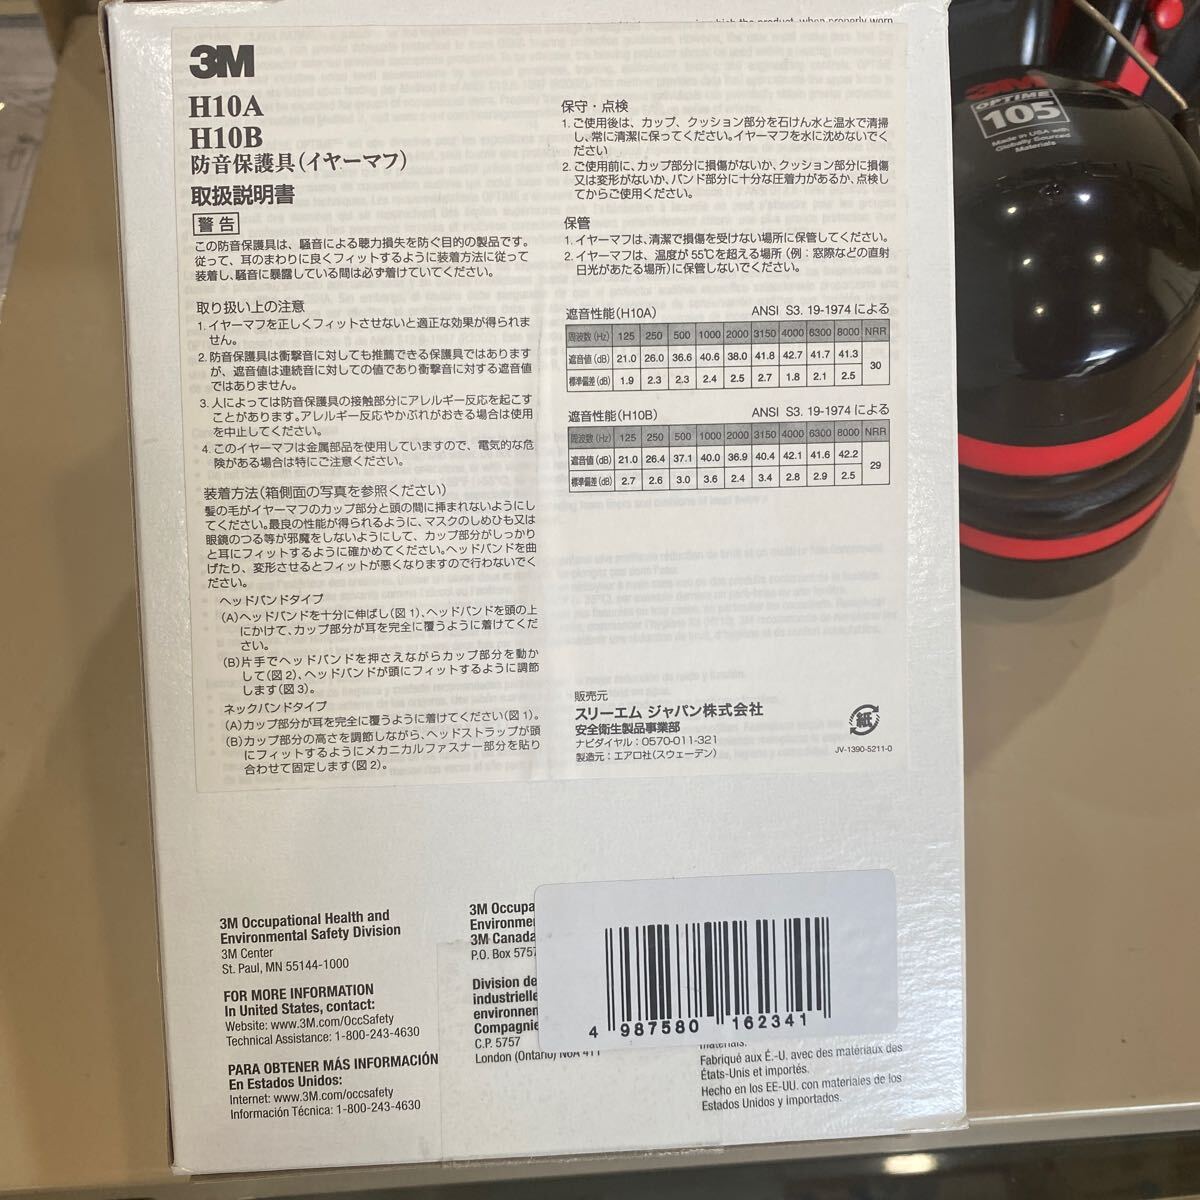 3M
H10A
H10B
防音保護具(イヤーマフ)
取扱説明書
警告
この防音保護具は、騒音による聴力損失を防ぐ目的の製品です。
従って、耳のまわりに良くフィットするように装着方法に従って
装着し、騒音に暴露している間は必ず着けていてください。
取り扱い上の注意
1. イヤーマフを正しくフィットさせないと適正な効果が得られま
せん。
2. 防音保護具は衝撃音に対しても推薦できる保護具ではあります
が、遮音値は連続音に対しての値であり衝撃音に対する遮音値
ではありません。
3. 人によっては防音保護具の接触部分にアレルギー反応を起こす
ことがあります。アレルギー反応やかぶれがおきる場合は使用
を中止してください。
4. このイヤーマフは金属部品を使用していますので、電気的な危
険がある場合は特にご注意ください。
装着方法(箱側面の写真を参照ください)
髪の毛がイヤーマフのカップ部分と頭の間に挿まれないようにし
てください。最良の性能が得られるように、マスクのしめひも又は
眼鏡のつる等が邪魔をしないようにして、カップ部分がしっかり
と耳にフィットするように確かめてください。ヘッドバンドを曲
げたり、変形させるとフィットが悪くなりますので行わないでく
ださい。
ヘッドバンドタイプ
(A)ヘッドバンドを十分に伸ばし(図1)、ヘッドバンドを頭の上
にかけて、カップ部分が耳を完全に覆うように着けてくださ
い。
(B)片手でヘッドバンドを押さえながらカップ部分を動か
して(図2)、ヘッドバンドが頭にフィットするように調節
します(図3)。
ネックバンドタイプ
(A)カップ部分が耳を完全に覆うように着けてください(図1)。
(B)カップ部分の高さを調節しながら、ヘッドストラップが頭
にフィットするようにメカニカルファスナー部分を貼り
合わせて固定します(図2)。
保守・点検
1. ご使用後は、カップ、クッション部分を石けん水と温水で清掃
し、常に清潔に保ってください。イヤーマフを水に沈めないでく
ださい
2. ご使用前に、カップ部分に損傷がないか、クッション部分に損傷
又は変形がないか、バンド部分に十分な圧着力があるか、点検し
てからご使用ください。
保管
1. イヤーマフは、清潔で損傷を受けない場所に保管してください。
2. イヤーマフは、温度が55℃を超える場所(例：窓際などの直射
日光があたる場所)に保管しないでください。
遮音性能(H10A) ANSI S3. 19-1974による
周波数(Hz) 125 250 500 1000 2000 3150 4000 6300 8000 NRR
遮音値(dB) 21.0 26.0 36.6 40.6 38.0 41.8 42.7 41.7 41.3 30
標準偏差(dB) 1.9 2.3 2.3 2.4 2.5 2.7 1.8 2.1 2.5
遮音性能(H10B) ANSI S3. 19-1974による
周波数(Hz) 125 250 500 1000 2000 3150 4000 6300 8000 NRR
遮音値(dB) 21.0 26.4 37.1 40.0 36.9 40.4 42.1 41.6 42.2 29
標準偏差(dB) 2.7 2.6 3.0 3.6 2.4 3.4 2.8 2.9 2.5
販売元
スリーエム ジャパン株式会社
安全衛生製品事業部
ナビダイヤル：0570-011-321
製造元：エアロ社(スウェーデン)
紙
JV-1390-5211-0
3M Occupational Health and
Environmental Safety Division
3M Center
St. Paul, MN 55144-1000
FOR MORE INFORMATION
In United States, contact:
Website: www.3M.com/OccSafety
Technical Assistance: 1-800-243-4630
PARA OBTENER MÁS INFORMACIÓN
En Estados Unidos:
Internet: www.3M.com/occsafety
Información Técnica: 1-800-243-4630
3M Occupa
Environme
3M Canada
P.O. Box 575
Division de
industrielle
environnen
Compagnie
C.P. 5757
London (Ontario) N6A 4T1
4 987580 162341
materials.
Fabriqué aux É.-U. avec des matériaux des
États-Unis et importés.
Hecho en los EE-UU. con materiales de los
Estados Unidos y importados.
3M
OPTIME
105
Made in USA with
Globally Sourced
Materials